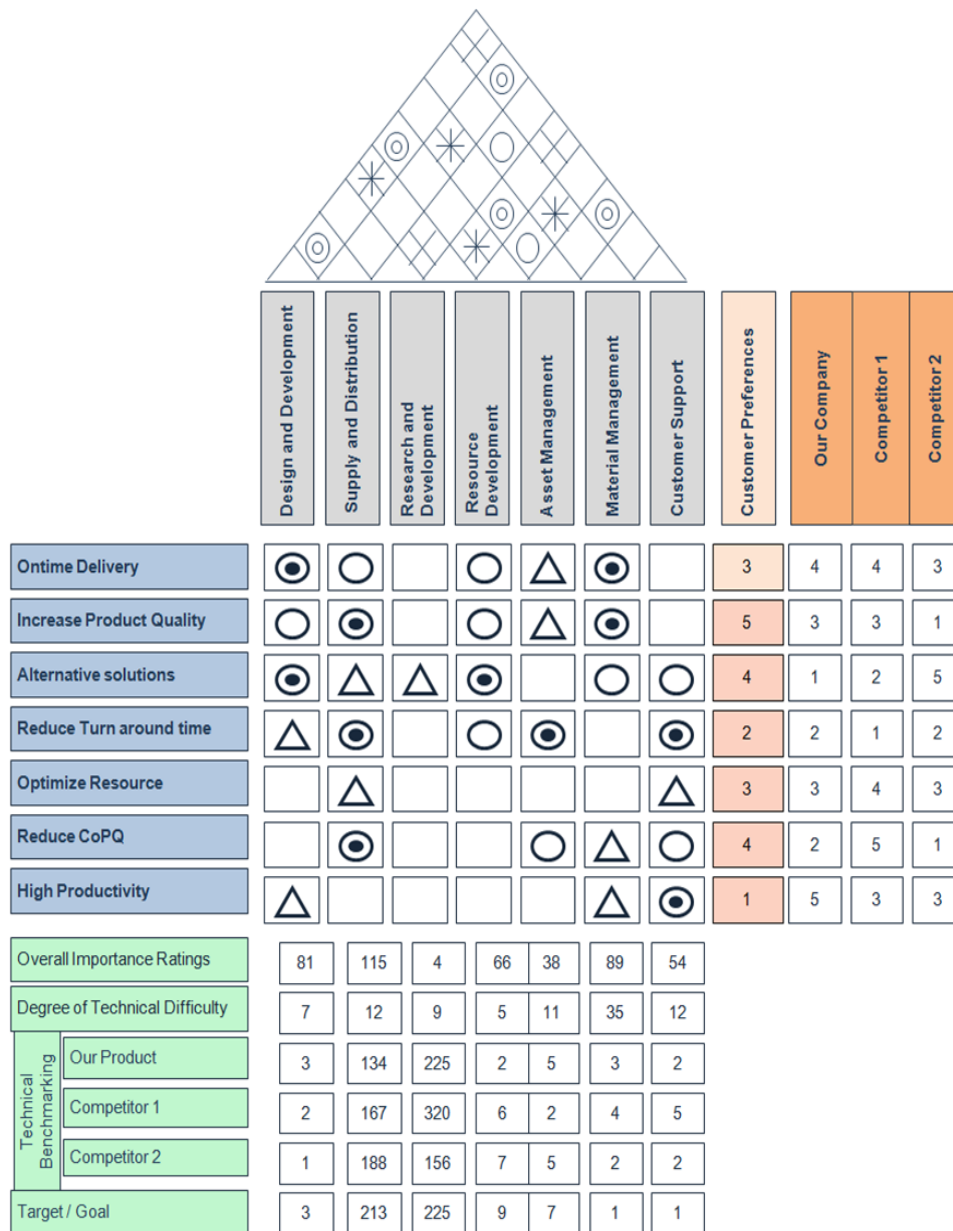 Design and Development
Supply and Distribution
Research and
Development
Resource
Development
Asset Management
Material Management
Customer Support
Customer Preferences
Our Company
Competitor 1
Competitor 2
Ontime Delivery
3 4 4 3
Increase Product Quality
5 3 3 1
Alternative solutions
4 1 2 5
Reduce Turn around time
2 2 1 2
Optimize Resource
3 3 4 3
Reduce CoPQ
4 2 5 1
High Productivity
1 5 3 3
Overall Importance Ratings
81 115 4 66 38 89 54
Degree of Technical Difficulty
7 12 9 5 11 35 12
Technical
Benchmarking
Our Product
3 134 225 2 5 3 2
Competitor 1
2 167 320 6 2 4 5
Competitor 2
1 188 156 7 5 2 2
Target / Goal
3 213 225 9 7 1 1